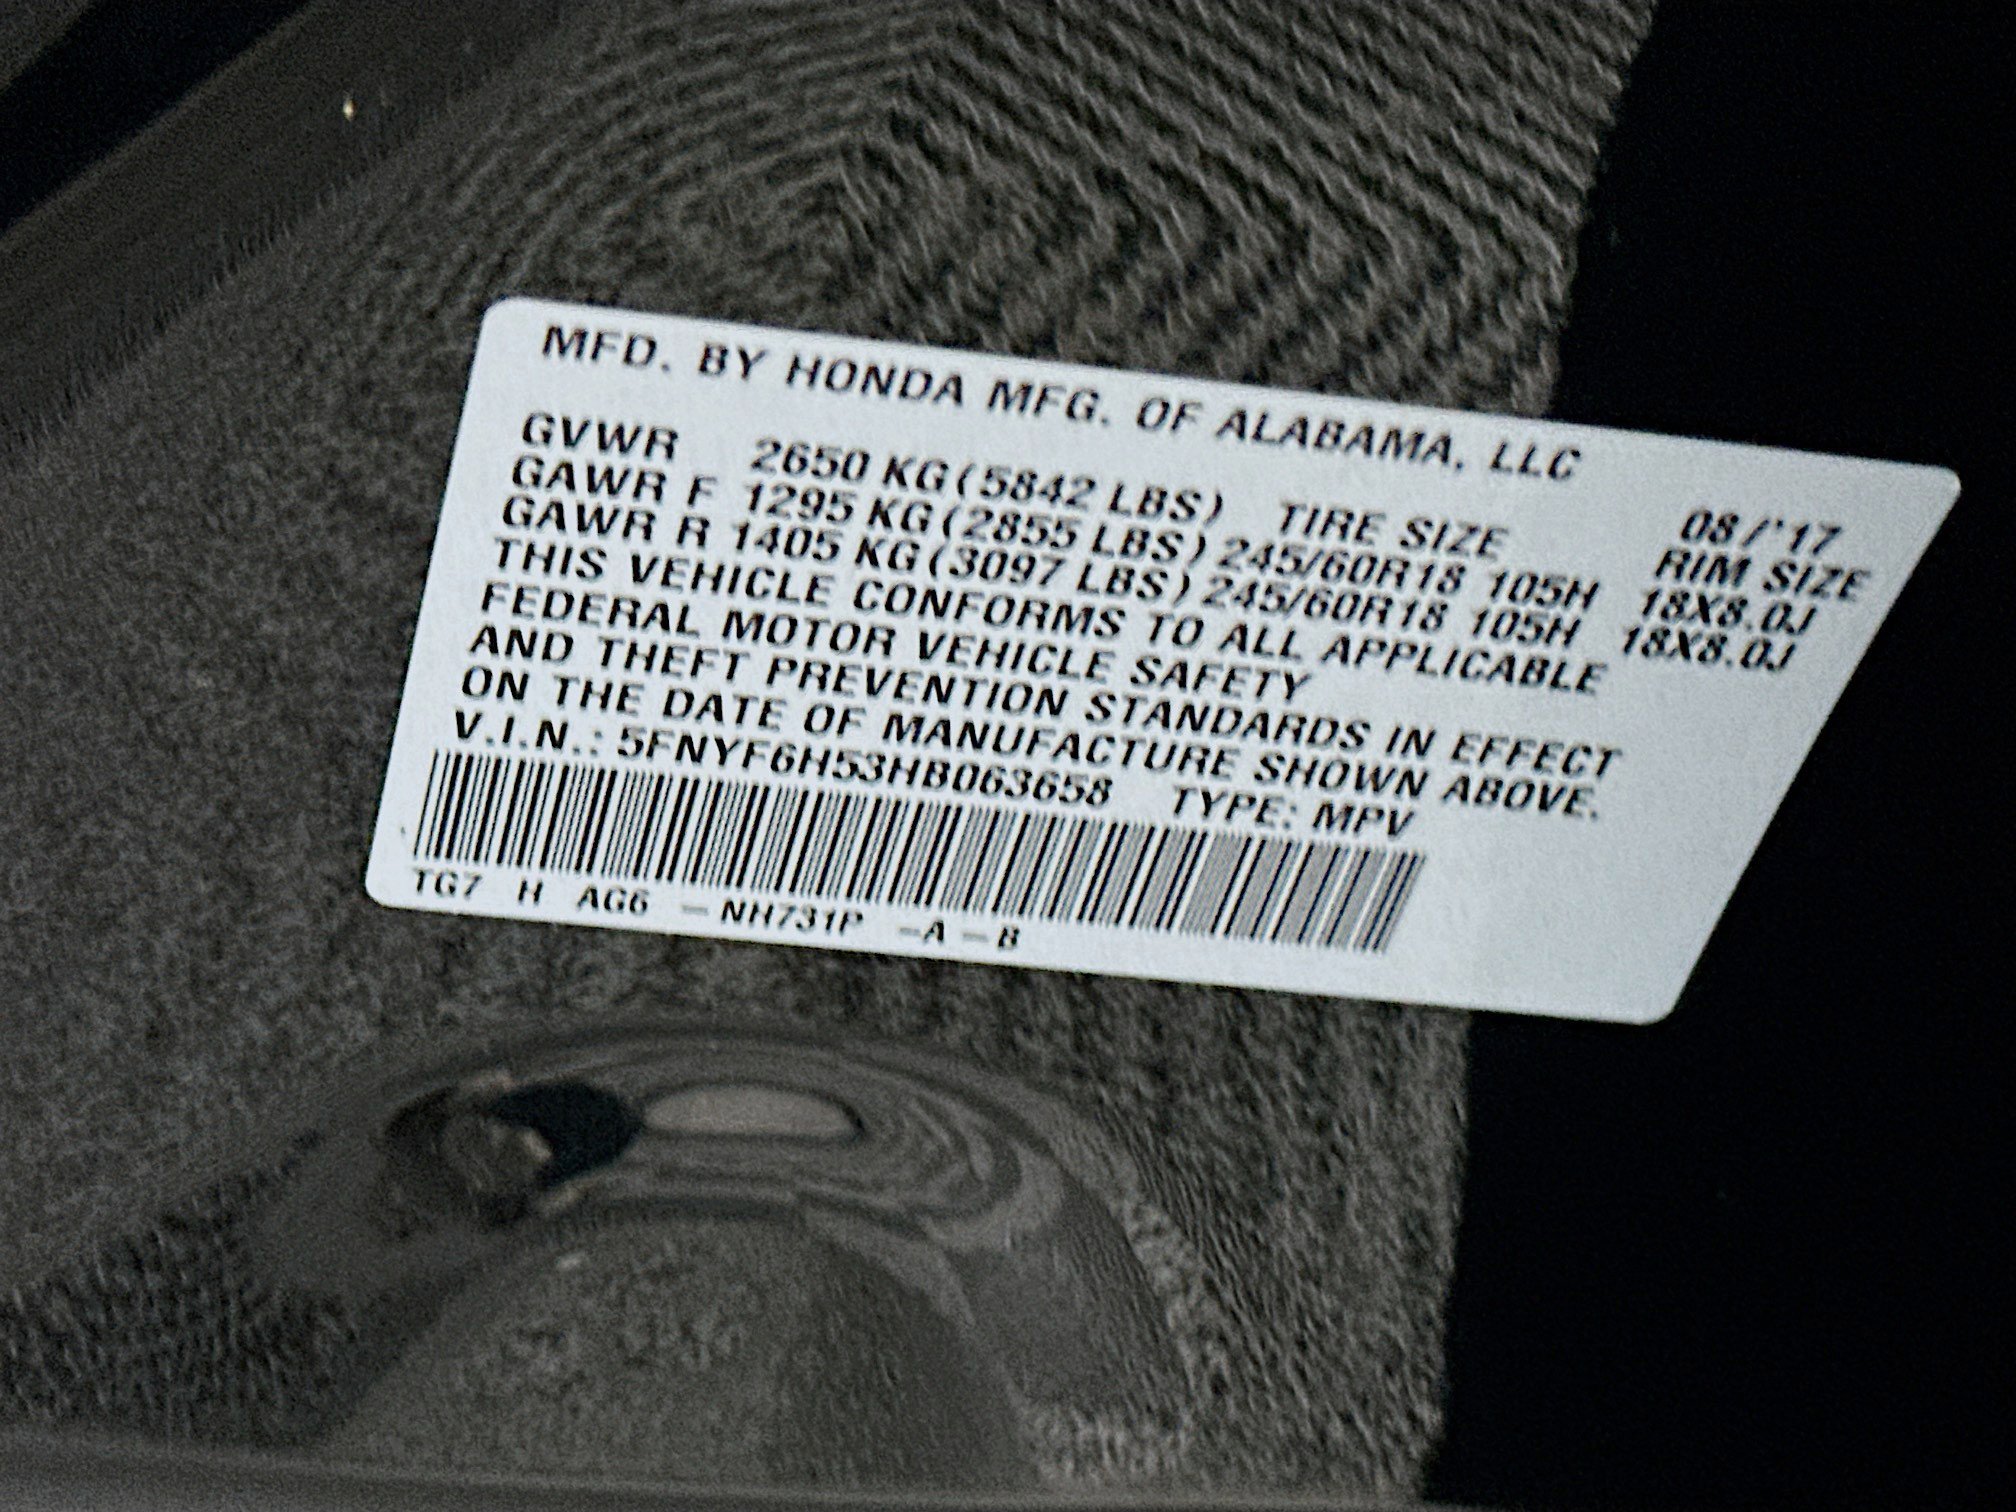 MFD. BY HONDA MFG. OF ALABAMA, LLC
08/'17
GVWR 2650 KG(5842 LBS) TIRE SIZE RIM SIZE
GAWR F 1295 KG(2855 LBS) 245/60R18 105H 18X8.0J
GAWR R 1405 KG(3097 LBS) 245/60R18 105H 18X8.0J
THIS VEHICLE CONFORMS TO ALL APPLICABLE
FEDERAL MOTOR VEHICLE SAFETY
AND THEFT PREVENTION STANDARDS IN EFFECT
ON THE DATE OF MANUFACTURE SHOWN ABOVE.
V.I.N.: 5FNYF6H53HB063658 TYPE: MPV
TG7 H AG6 -NH731P -A-B